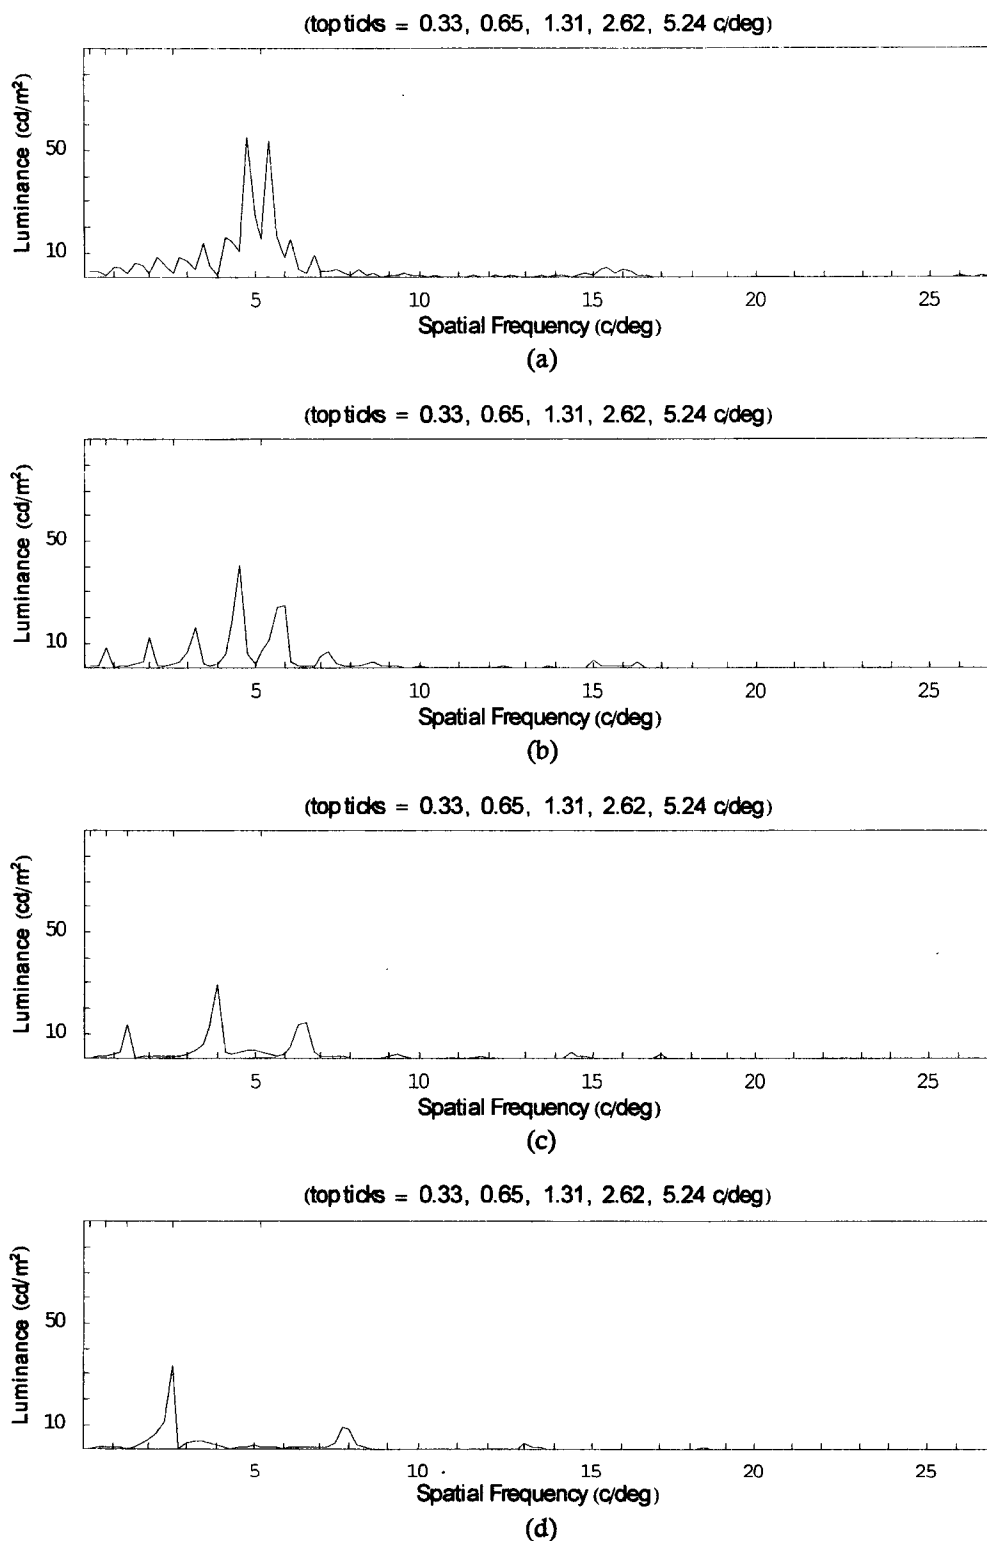 (top ticks = 0.33, 0.65, 1.31, 2.62, 5.24 c/deg)
Luminance (cd/m²)
50
10
5 10 15 20 25
Spatial Frequency (c/deg)
(a)
(top ticks = 0.33, 0.65, 1.31, 2.62, 5.24 c/deg)
Luminance (cd/m²)
50
10
5 10 15 20 25
Spatial Frequency (c/deg)
(b)
(top ticks = 0.33, 0.65, 1.31, 2.62, 5.24 c/deg)
Luminance (cd/m²)
50
10
5 10 15 20 25
Spatial Frequency (c/deg)
(c)
(top ticks = 0.33, 0.65, 1.31, 2.62, 5.24 c/deg)
Luminance (cd/m²)
50
10
5 10 15 20 25
Spatial Frequency (c/deg)
(d)